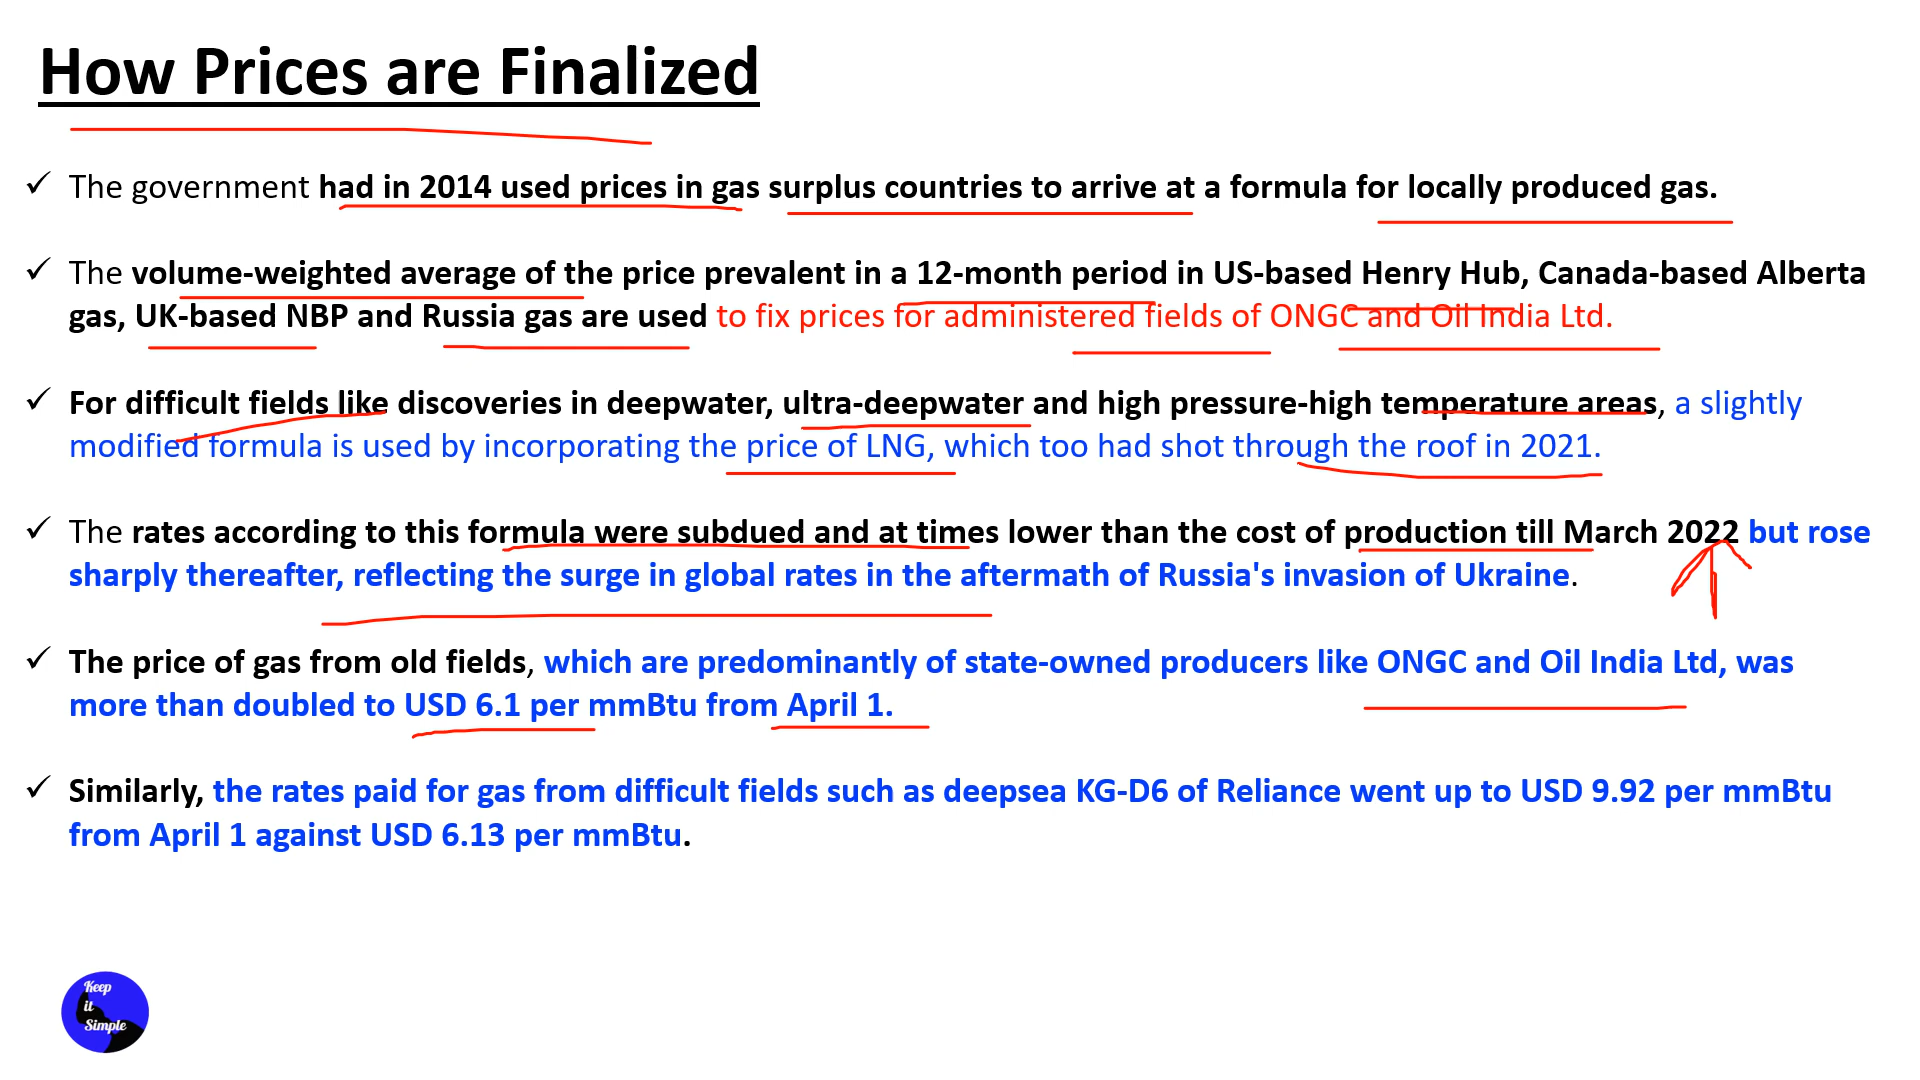 How Prices are Finalized
✓ The government had in 2014 used prices in gas surplus countries to arrive at a formula for locally produced gas.
✓ The volume-weighted average of the price prevalent in a 12-month period in US-based Henry Hub, Canada-based Alberta
gas, UK-based NBP and Russia gas are used to fix prices for administered fields of ONGC and Oil India Ltd.
✓ For difficult fields like discoveries in deepwater, ultra-deepwater and high pressure-high temperature areas, a slightly
modified formula is used by incorporating the price of LNG, which too had shot through the roof in 2021.
✓ The rates according to this formula were subdued and at times lower than the cost of production till March 2022 but rose
sharply thereafter, reflecting the surge in global rates in the aftermath of Russia's invasion of Ukraine.
✓ The price of gas from old fields, which are predominantly of state-owned producers like ONGC and Oil India Ltd, was
more than doubled to USD 6.1 per mmBtu from April 1.
✓ Similarly, the rates paid for gas from difficult fields such as deepsea KG-D6 of Reliance went up to USD 9.92 per mmBtu
from April 1 against USD 6.13 per mmBtu.
Keep
it
Simple